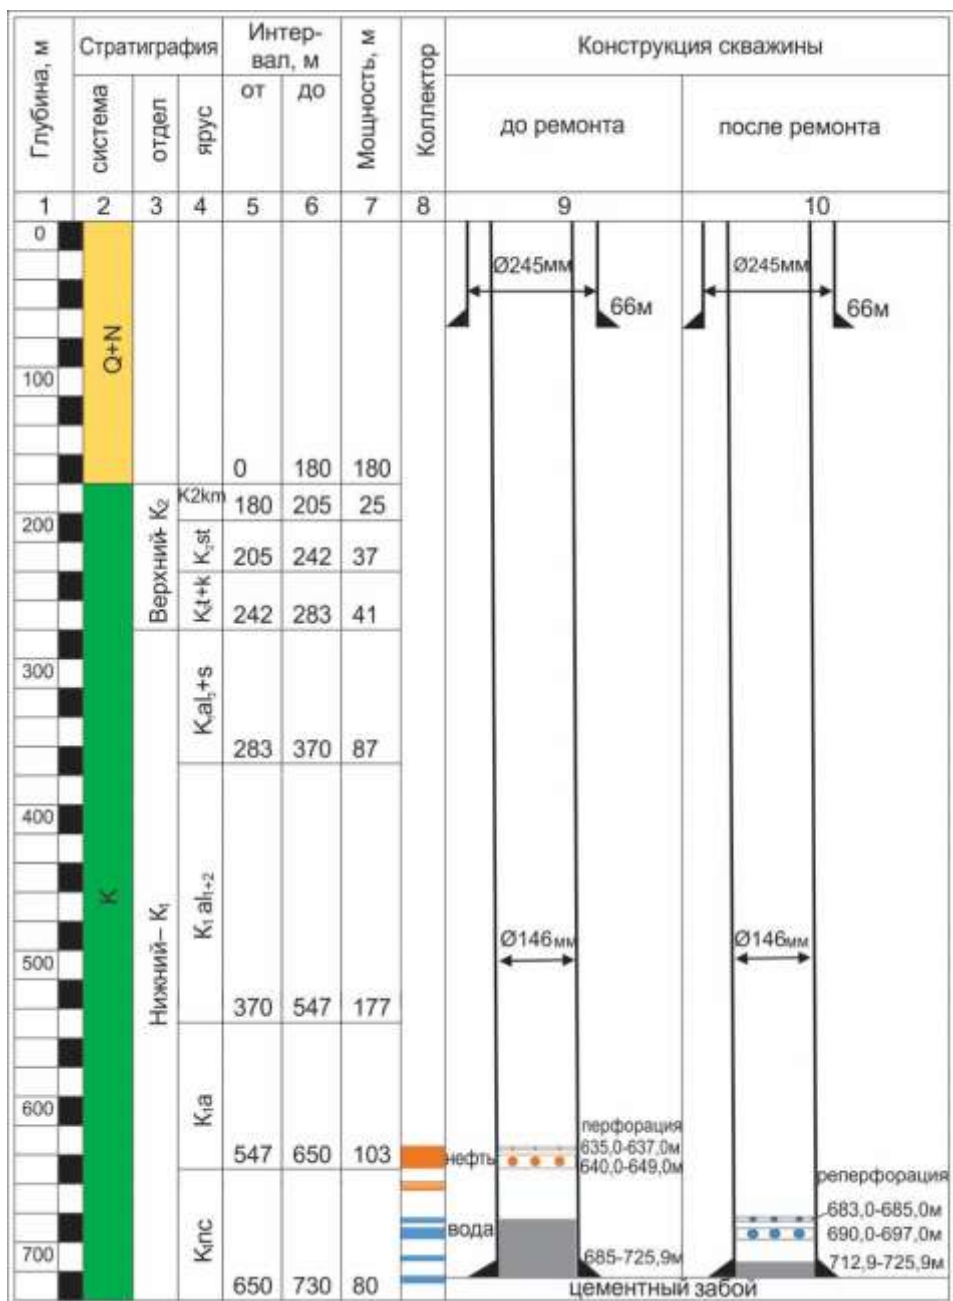 Глубина, м
Стратиграфия
Интер-
вал, м
Мощность, м
Коллектор
Конструкция скважины
система
отдел
ярус
от
до
до ремонта
после ремонта
1 2 3 4 5 6 7 8 9 10
0
100
200
300
400
500
600
700
Q+N
K
Верхний- K2
Нижний– K1
0 180 180
K2km 180 205 25
K2st 205 242 37
K2t+k 242 283 41
K1al3+s 283 370 87
K1 al1+2 370 547 177
K1a 547 650 103
K1nc 650 730 80
Ø245мм
66м
Ø245мм
66м
Ø146мм
Ø146мм
нефть
вода
перфорация
635,0-637,0м
640,0-649,0м
685-725,9м
реперфорация
683,0-685,0м
690,0-697,0м
712,9-725,9м
цементный забой